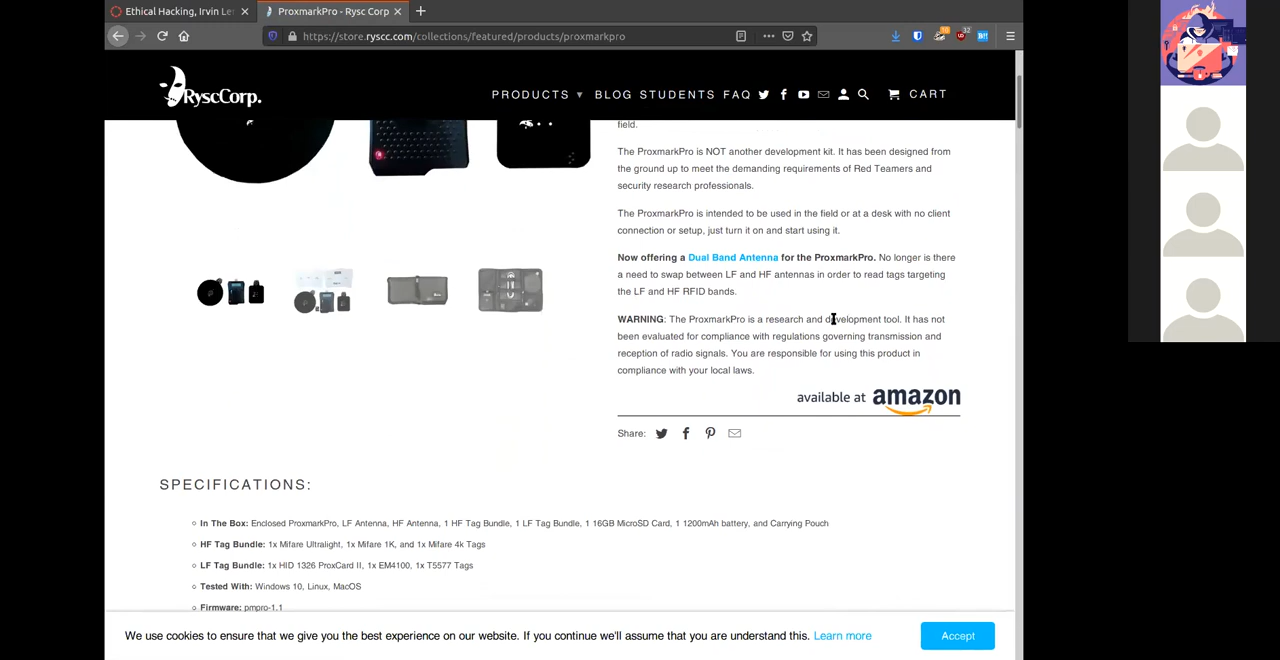 Ethical Hacking, Irvin Le
ProxmarkPro - Rysc Corp
https://store.ryscc.com/collections/featured/products/proxmarkpro
RyscCorp.
PRODUCTS ▾ BLOG STUDENTS FAQ CART
field.
The ProxmarkPro is NOT another development kit. It has been designed from
the ground up to meet the demanding requirements of Red Teamers and
security research professionals.
The ProxmarkPro is intended to be used in the field or at a desk with no client
connection or setup, just turn it on and start using it.
Now offering a Dual Band Antenna for the ProxmarkPro. No longer is there
a need to swap between LF and HF antennas in order to read tags targeting
the LF and HF RFID bands.
WARNING: The ProxmarkPro is a research and development tool. It has not
been evaluated for compliance with regulations governing transmission and
reception of radio signals. You are responsible for using this product in
compliance with your local laws.
available at amazon
Share:
SPECIFICATIONS:
In The Box: Enclosed ProxmarkPro, LF Antenna, HF Antenna, 1 HF Tag Bundle, 1 LF Tag Bundle, 1 16GB MicroSD Card, 1 1200mAh battery, and Carrying Pouch
HF Tag Bundle: 1x Mifare Ultralight, 1x Mifare 1K, and 1x Mifare 4k Tags
LF Tag Bundle: 1x HID 1326 ProxCard II, 1x EM4100, 1x T5577 Tags
Tested With: Windows 10, Linux, MacOS
Firmware: pmpro-1.1
We use cookies to ensure that we give you the best experience on our website. If you continue we'll assume that you are understand this. Learn more
Accept